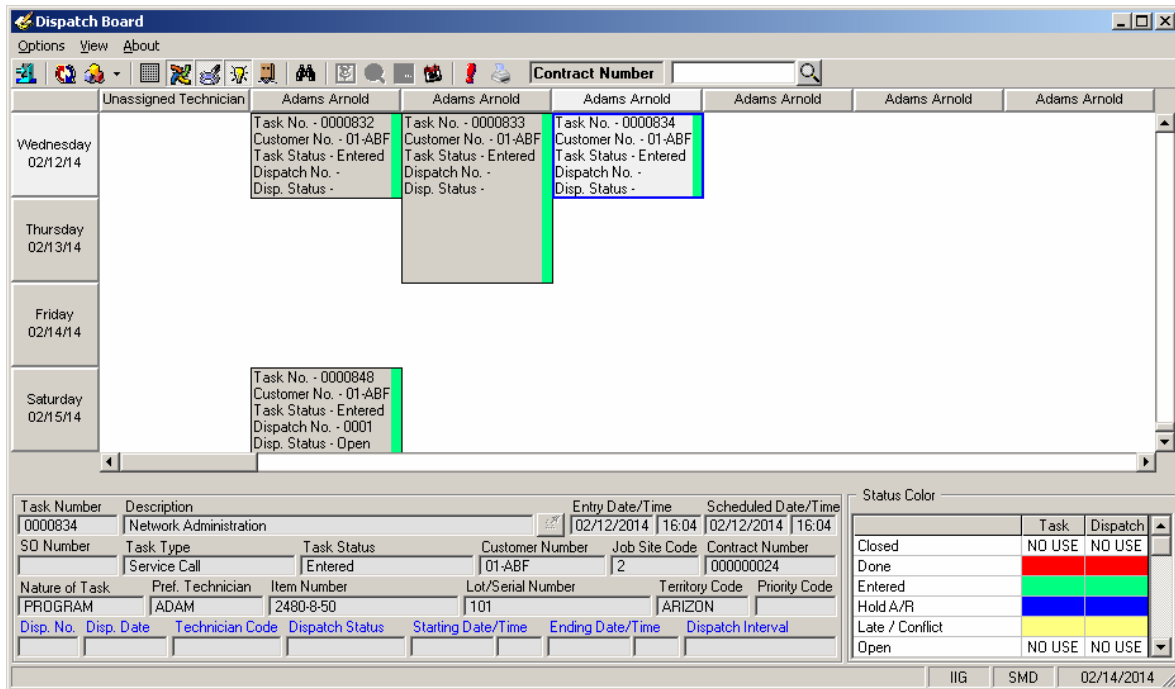 Dispatch Board
Options View About
Contract Number
Unassigned Technician Adams Arnold Adams Arnold Adams Arnold Adams Arnold Adams Arnold Adams Arnold
Wednesday
02/12/14
Task No. - 0000832
Customer No. - 01-ABF
Task Status - Entered
Dispatch No. -
Disp. Status -
Task No. - 0000833
Customer No. - 01-ABF
Task Status - Entered
Dispatch No. -
Disp. Status -
Task No. - 0000834
Customer No. - 01-ABF
Task Status - Entered
Dispatch No. -
Disp. Status -
Thursday
02/13/14
Friday
02/14/14
Saturday
02/15/14
Task No. - 0000848
Customer No. - 01-ABF
Task Status - Entered
Dispatch No. - 0001
Disp. Status - Open
Task Number Description Entry Date/Time Scheduled Date/Time
0000834 Network Administration 02/12/2014 16:04 02/12/2014 16:04
SO Number Task Type Task Status Customer Number Job Site Code Contract Number
Service Call Entered 01-ABF 2 000000024
Nature of Task Pref. Technician Item Number Lot/Serial Number Territory Code Priority Code
PROGRAM ADAM 2480-8-50 101 ARIZON
Disp. No. Disp. Date Technician Code Dispatch Status Starting Date/Time Ending Date/Time Dispatch Interval
Status Color
Task Dispatch
Closed NO USE NO USE
Done
Entered
Hold A/R
Late / Conflict
Open NO USE NO USE
IIG SMD 02/14/2014